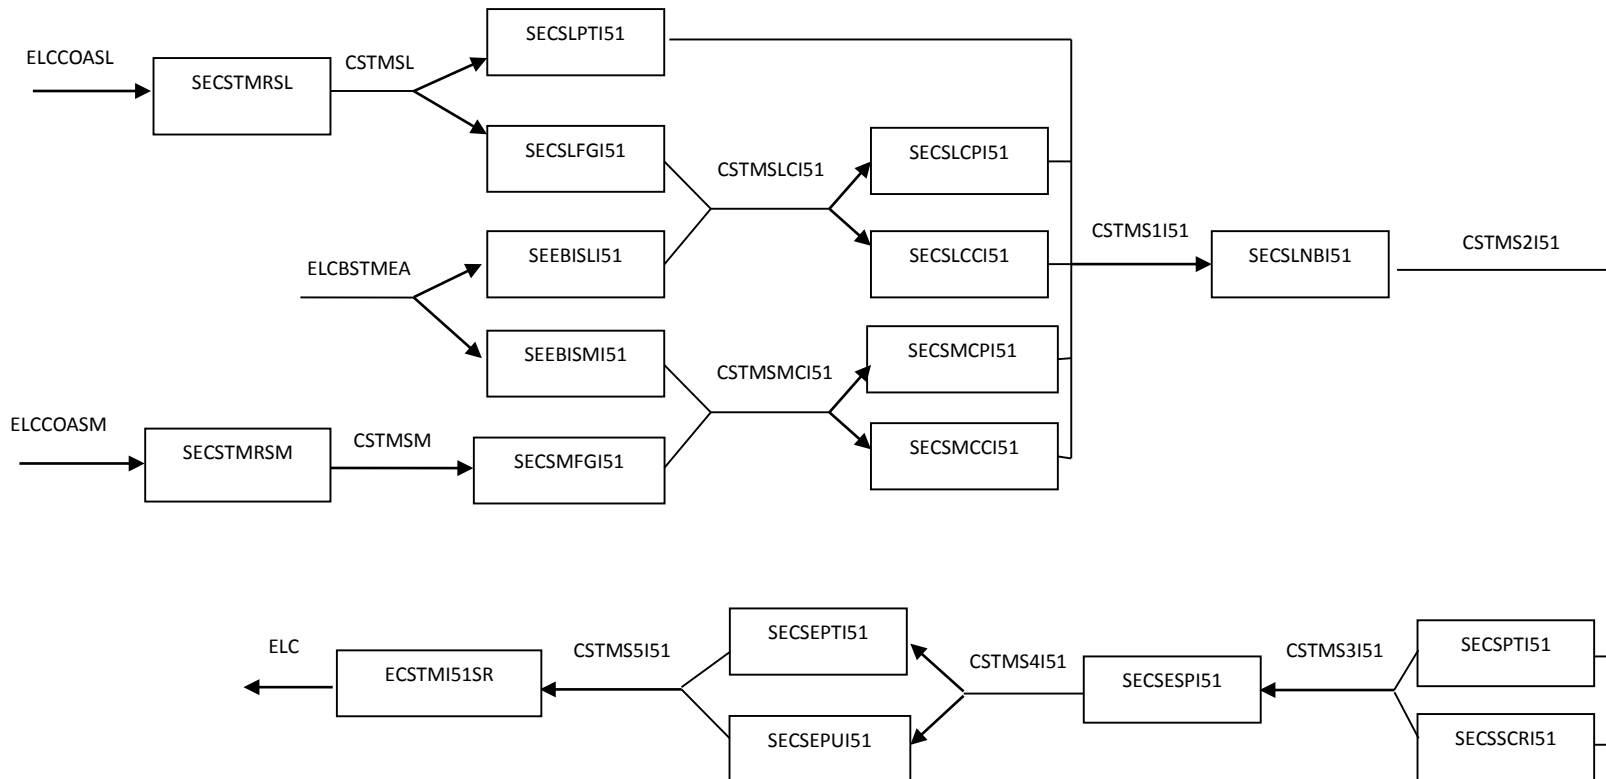 SECSLPTI51
ELCCOASL
CSTMSL
SECSTMRSL
SECSLFGI51
SECSLCPI51
CSTMSLCI51
SEEBISLI51
SECSLCCI51
CSTMS1I51
SECSLNBI51
CSTMS2I51
ELCBSTMEA
SEEBISMI51
SECSMCPI51
CSTMSMCI51
ELCCOASM
SECSTMRSM
CSTMSM
SECSMFGI51
SECSMCCI51
ELC
ECSTMI51SR
CSTMS5I51
SECSEPTI51
SECSEPUI51
CSTMS4I51
SECSESPI51
CSTMS3I51
SECSPTI51
SECSSCRI51